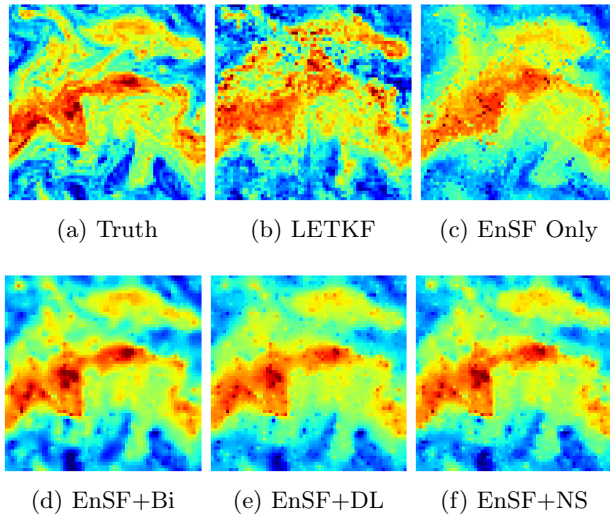 (a) Truth
(b) LETKF
(c) EnSF Only
(d) EnSF+Bi
(e) EnSF+DL
(f) EnSF+NS